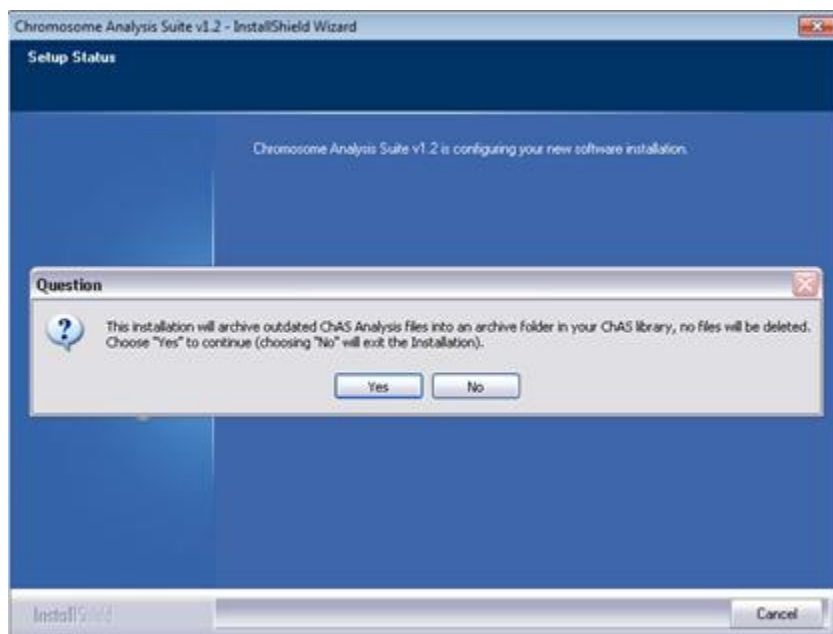 Chromosome Analysis Suite v1.2 - InstallShield Wizard
Setup Status
Chromosome Analysis Suite v1.2 is configuring your new software installation.
Question
This installation will archive outdated ChAS Analysis files into an archive folder in your ChAS library, no files will be deleted.
Choose "Yes" to continue (choosing "No" will exit the Installation).
Yes
No
InstallShield
Cancel